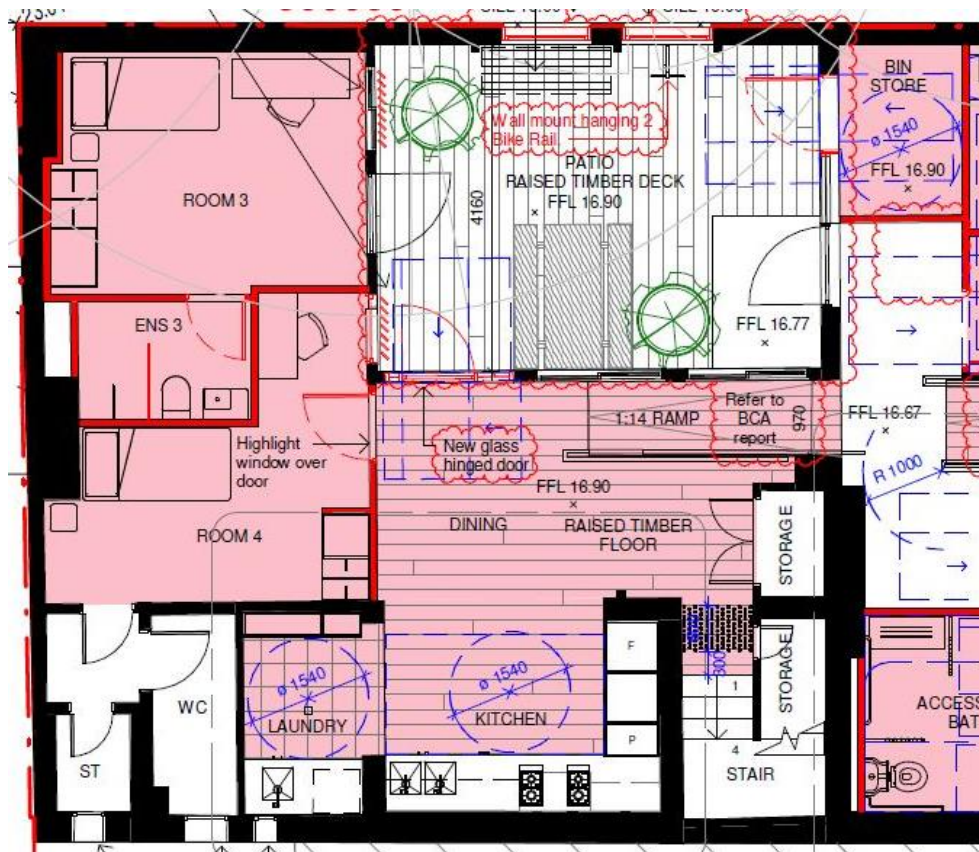 23.01
BIN
STORE
ø 1540
FFL 16.90
Wall mount hanging 2
Bike Rail
PATIO
RAISED TIMBER DECK
FFL 16.90
4160
ROOM 3
ENS 3
FFL 16.77
1:14 RAMP
Refer to
BCA
report
970
FFL 16.67
R 1000
Highlight
window over
door
New glass
hinged door
FFL 16.90
DINING
RAISED TIMBER
FLOOR
STORAGE
ROOM 4
STORAGE
F
300
ø 1540
LAUNDRY
ø 1540
KITCHEN
WC
1
P
4
STAIR
ST
ACCESS
BAT